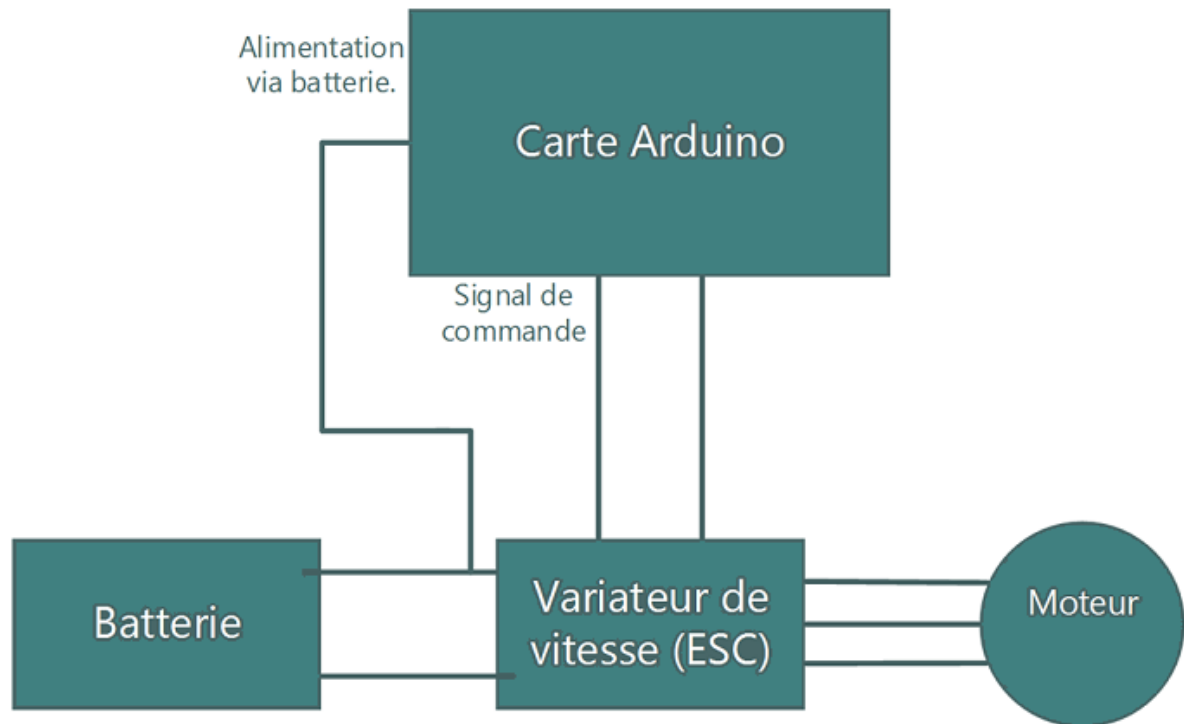 Alimentation
via batterie.
Carte Arduino
Signal de
commande
Batterie
Variateur de
vitesse (ESC)
Moteur